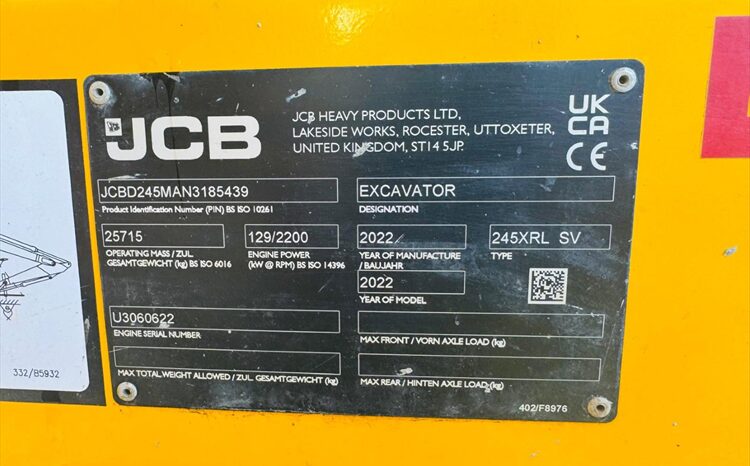 JCB
JCB HEAVY PRODUCTS LTD,
LAKESIDE WORKS, ROCESTER, UTTOXETER,
UNITED KINGDOM, ST14 5JP.
UK
CA
CE
JCBD245MAN3185439
Product Identification Number (PIN) BS ISO 10261
EXCAVATOR
DESIGNATION
25715
OPERATING MASS / ZUL.
GESAMTGEWICHT (kg) BS ISO 6016
129/2200
ENGINE POWER
(kW @ RPM) BS ISO 14396
2022
YEAR OF MANUFACTURE
/ BAUJAHR
245XRL SV
TYPE
2022
YEAR OF MODEL
U3060622
ENGINE SERIAL NUMBER
MAX FRONT / VORN AXLE LOAD (kg)
MAX TOTAL WEIGHT ALLOWED / ZUL. GESAMTGEWICHT (kg)
MAX REAR / HINTEN AXLE LOAD (kg)
402/F8976
332/B5932